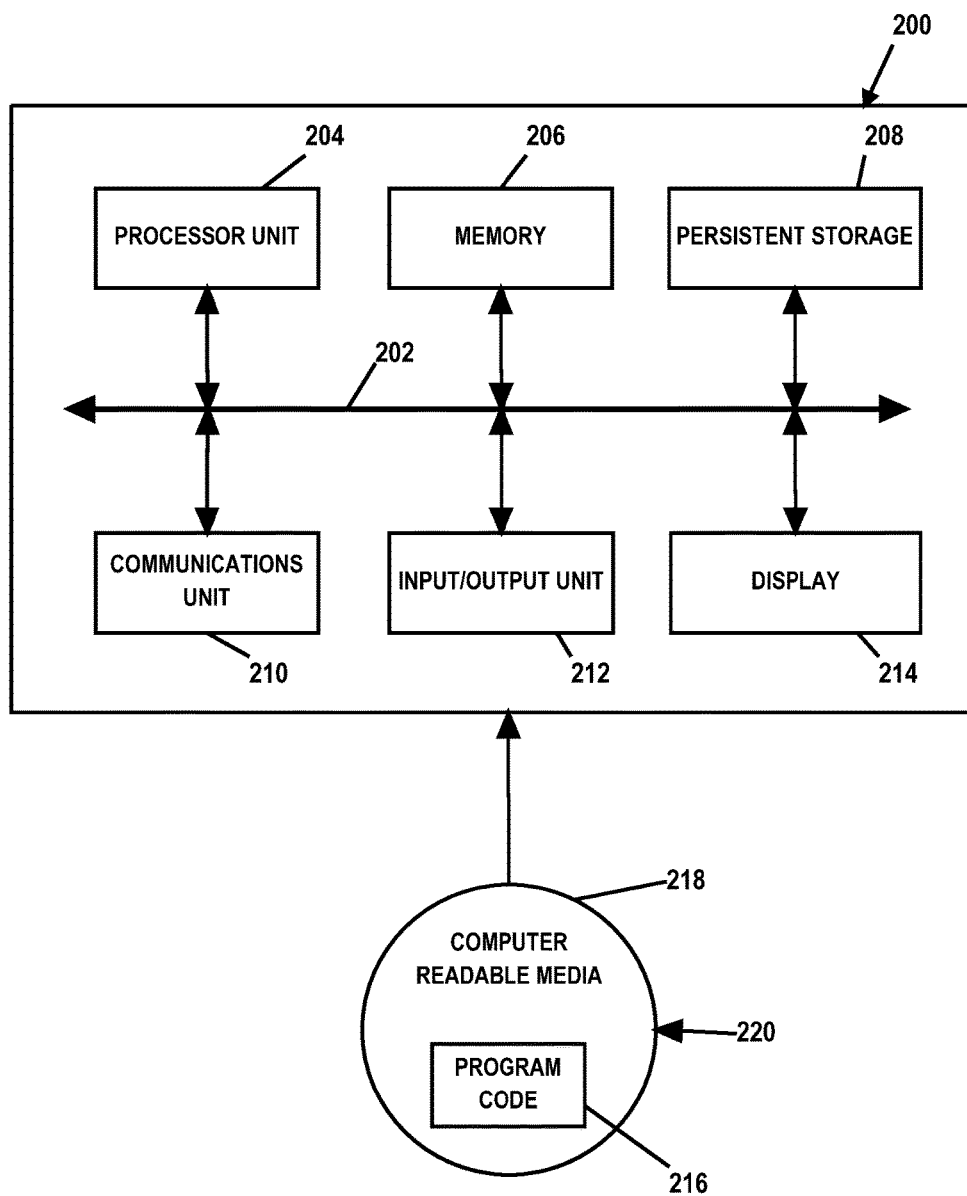 200
204
206
208
PROCESSOR UNIT
MEMORY
PERSISTENT STORAGE
202
COMMUNICATIONS
UNIT
INPUT/OUTPUT UNIT
DISPLAY
210
212
214
218
COMPUTER
READABLE MEDIA
220
PROGRAM
CODE
216